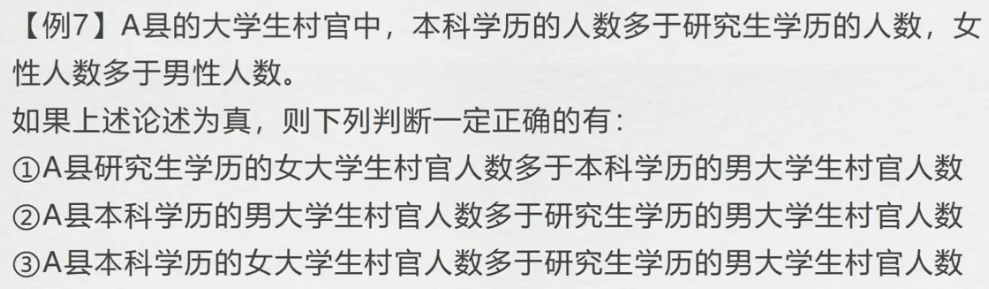 【例7】A县的大学生村官中，本科学历的人数多于研究生学历的人数，女
性人数多于男性人数。
如果上述论述为真，则下列判断一定正确的有：
①A县研究生学历的女大学生村官人数多于本科学历的男大学生村官人数
②A县本科学历的男大学生村官人数多于研究生学历的男大学生村官人数
③A县本科学历的女大学生村官人数多于研究生学历的男大学生村官人数